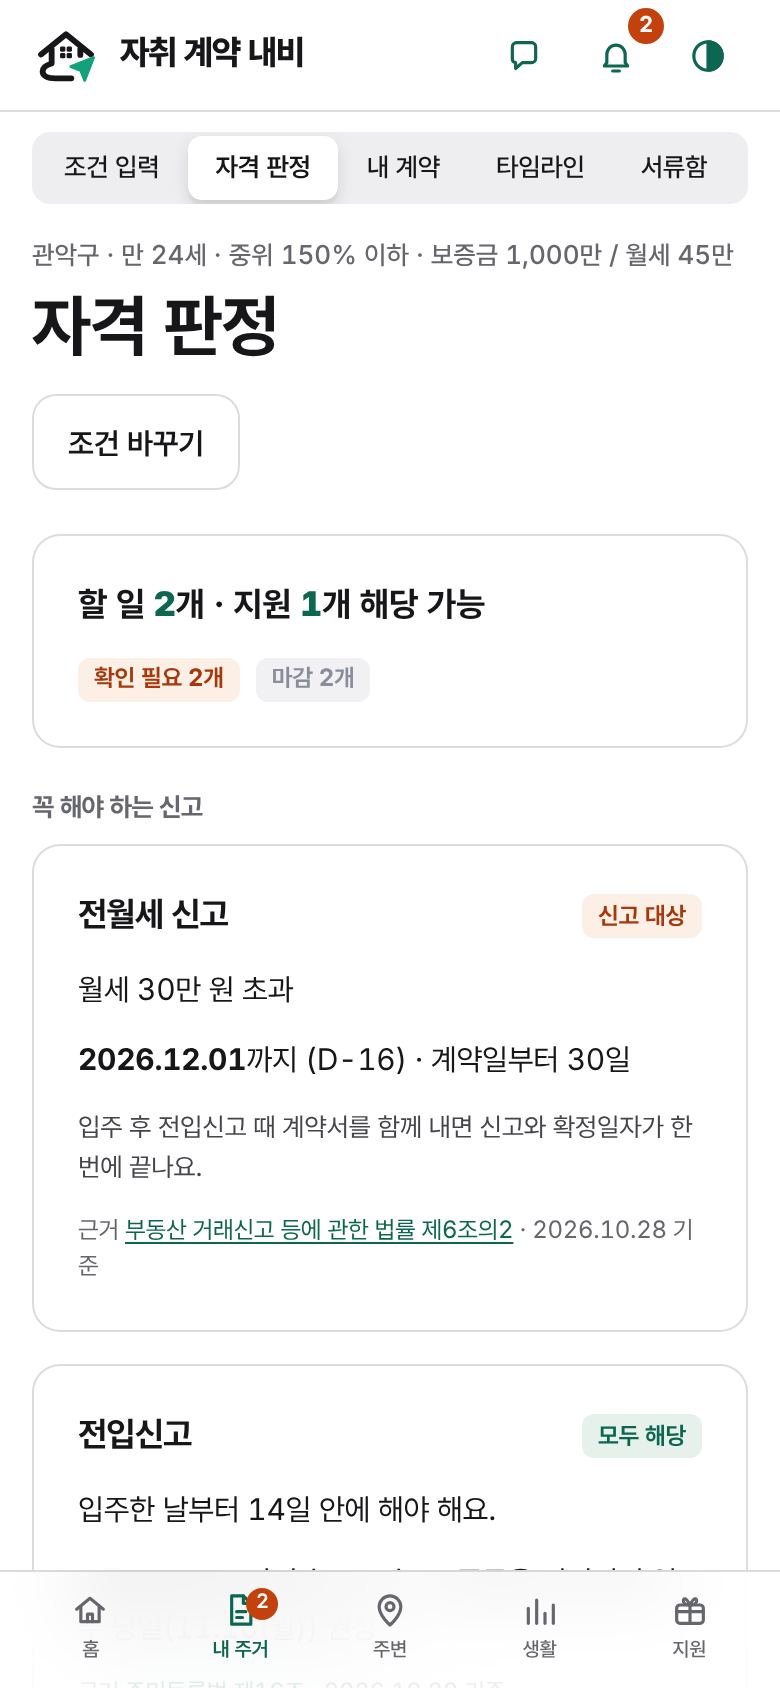 자취 계약 내비
2
조건 입력 자격 판정 내 계약 타임라인 서류함
관악구 · 만 24세 · 중위 150% 이하 · 보증금 1,000만 / 월세 45만
자격 판정
조건 바꾸기
할 일 2개 · 지원 1개 해당 가능
확인 필요 2개 마감 2개
꼭 해야 하는 신고
전월세 신고 신고 대상
월세 30만 원 초과
2026.12.01까지 (D-16) · 계약일부터 30일
입주 후 전입신고 때 계약서를 함께 내면 신고와 확정일자가 한
번에 끝나요.
근거 부동산 거래신고 등에 관한 법률 제6조의2 · 2026.10.28 기
준
전입신고 모두 해당
입주한 날부터 14일 안에 해야 해요.
2
홈 내 주거 주변 생활 지원